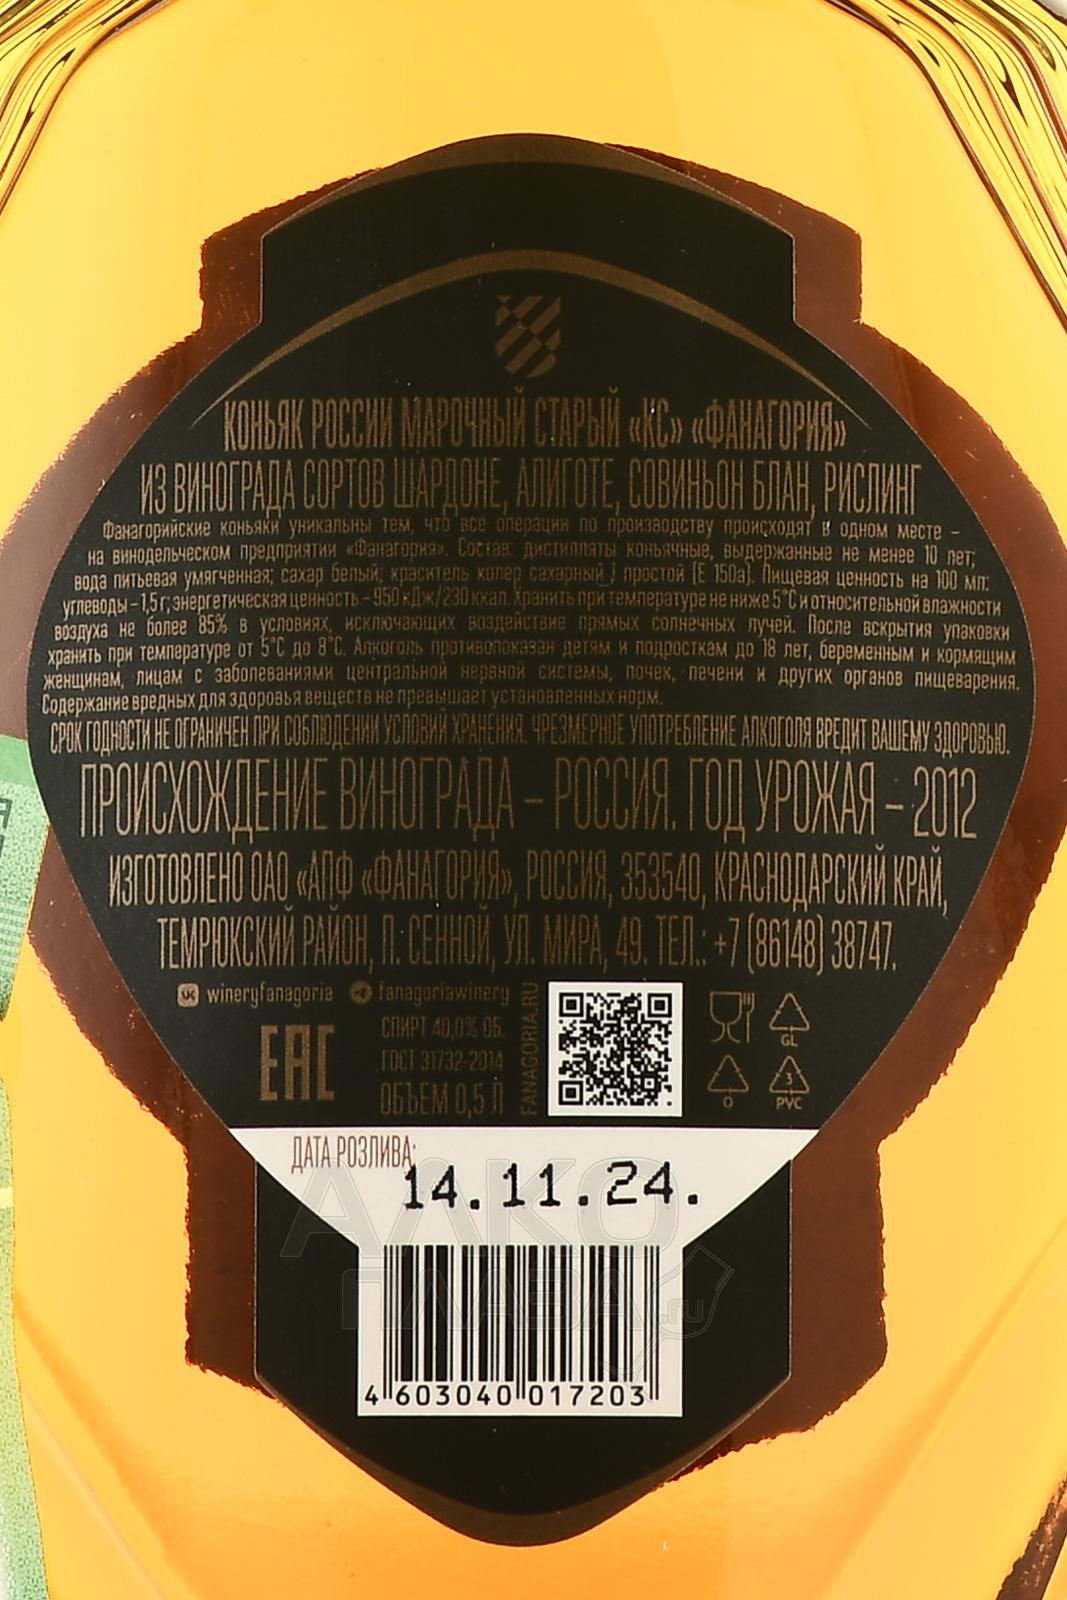 КОНЬЯК РОССИИ МАРОЧНЫЙ СТАРЫЙ «КС» «ФАНАГОРИЯ»
ИЗ ВИНОГРАДА СОРТОВ ШАРДОНЕ, АЛИГОТЕ, СОВИНЬОН БЛАН, РИСЛИНГ
Фанагорийские коньяки уникальны тем, что все операции по производству происходят в одном месте –
на винодельческом предприятии «Фанагория». Состав: дистилляты коньячные, выдержанные не менее 10 лет;
вода питьевая умягченная; сахар белый; краситель колер сахарный I простой (Е 150a). Пищевая ценность на 100 мл:
углеводы – 1,5 г; энергетическая ценность – 950 кДж/230 ккал. Хранить при температуре не ниже 5°С и относительной влажности
воздуха не более 85% в условиях, исключающих воздействие прямых солнечных лучей. После вскрытия упаковки
хранить при температуре от 5°С до 8°С. Алкоголь противопоказан детям и подросткам до 18 лет, беременным и кормящим
женщинам, лицам с заболеваниями центральной нервной системы, почек, печени и других органов пищеварения.
Содержание вредных для здоровья веществ не превышает установленных норм.
СРОК ГОДНОСТИ НЕ ОГРАНИЧЕН ПРИ СОБЛЮДЕНИИ УСЛОВИЙ ХРАНЕНИЯ. ЧРЕЗМЕРНОЕ УПОТРЕБЛЕНИЕ АЛКОГОЛЯ ВРЕДИТ ВАШЕМУ ЗДОРОВЬЮ.
ПРОИСХОЖДЕНИЕ ВИНОГРАДА – РОССИЯ. ГОД УРОЖАЯ – 2012
ИЗГОТОВЛЕНО ОАО «АПФ «ФАНАГОРИЯ», РОССИЯ, 353540, КРАСНОДАРСКИЙ КРАЙ,
ТЕМРЮКСКИЙ РАЙОН, П. СЕННОЙ, УЛ. МИРА, 49. ТЕЛ.: +7 (86148) 38747.
wineryfanagoria fanagoriawinery
EAC
СПИРТ 40,0% ОБ.
ГОСТ 31732-2014
ОБЪЕМ 0,5 Л
FANAGORIA.RU
GL
0
3
PVC
ДАТА РОЗЛИВА:
14.11.24.
АЛКО
ПЛАЗА.ru
4 603040 017203